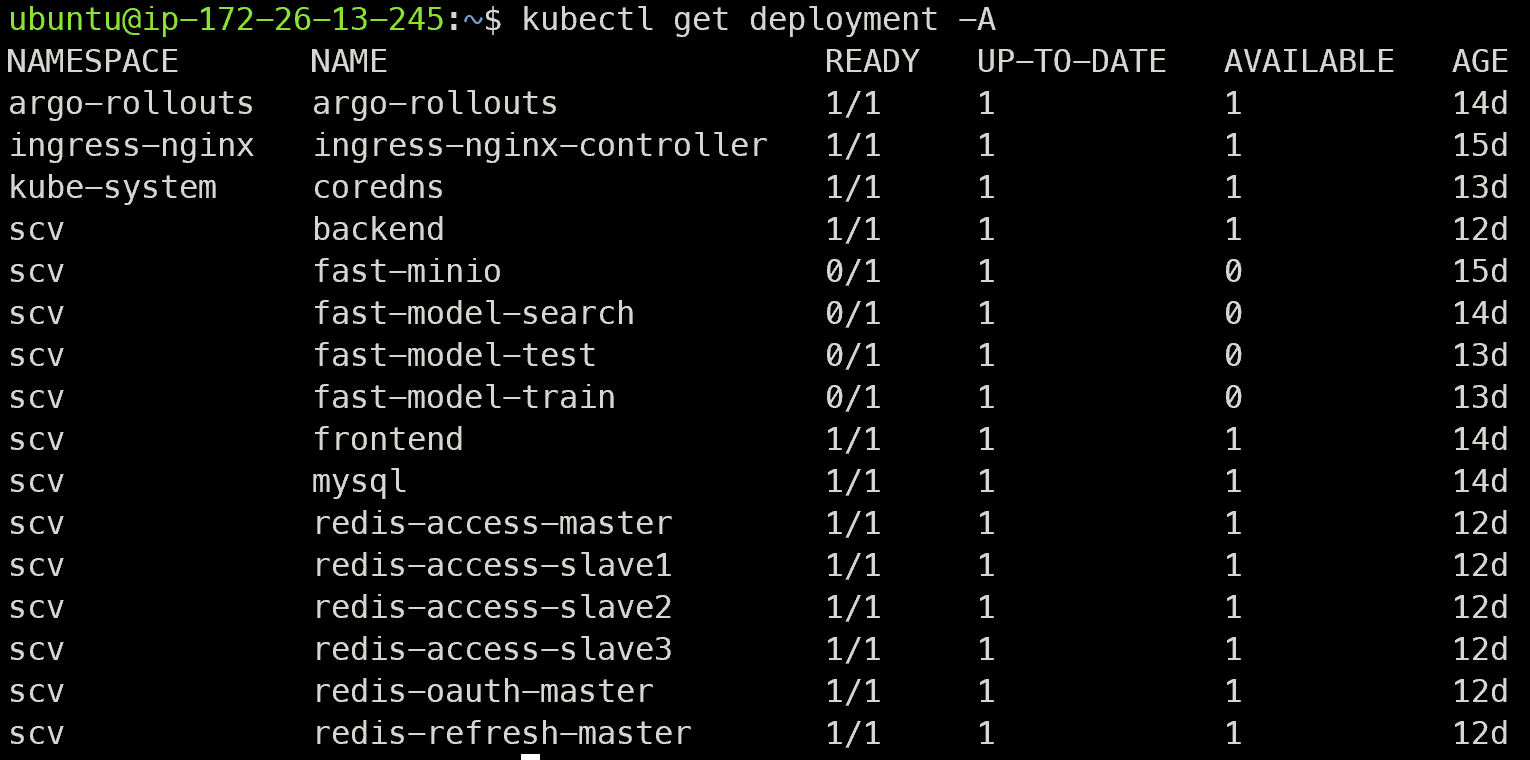 ubuntu@ip-172-26-13-245:~$ kubectl get deployment -A
NAMESPACE NAME READY UP-TO-DATE AVAILABLE AGE
argo-rollouts argo-rollouts 1/1 1 1 14d
ingress-nginx ingress-nginx-controller 1/1 1 1 15d
kube-system coredns 1/1 1 1 13d
scv backend 1/1 1 1 12d
scv fast-minio 0/1 1 0 15d
scv fast-model-search 0/1 1 0 14d
scv fast-model-test 0/1 1 0 13d
scv fast-model-train 0/1 1 0 13d
scv frontend 1/1 1 1 14d
scv mysql 1/1 1 1 14d
scv redis-access-master 1/1 1 1 12d
scv redis-access-slave1 1/1 1 1 12d
scv redis-access-slave2 1/1 1 1 12d
scv redis-access-slave3 1/1 1 1 12d
scv redis-oauth-master 1/1 1 1 12d
scv redis-refresh-master 1/1 1 1 12d